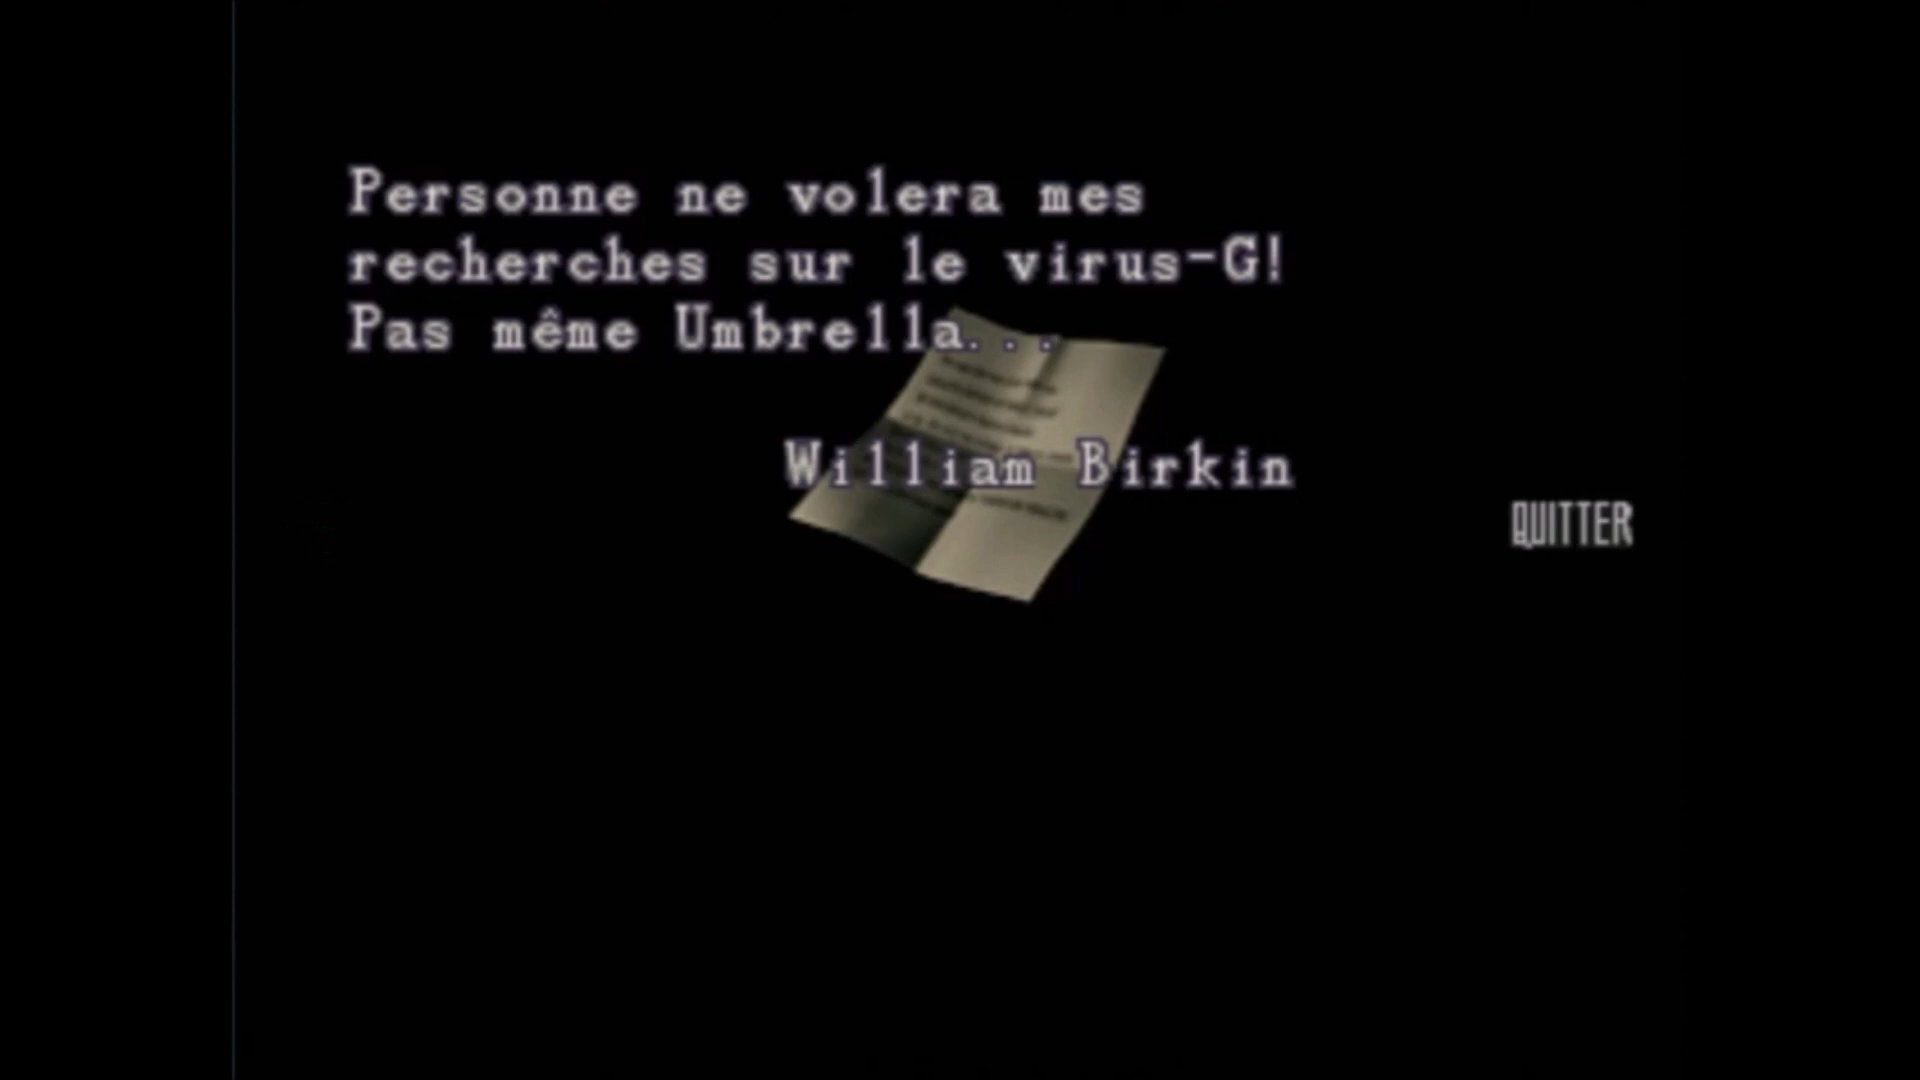 Personne ne volera mes
recherches sur le virus-G!
Pas même Umbrella...
William Birkin
QUITTER